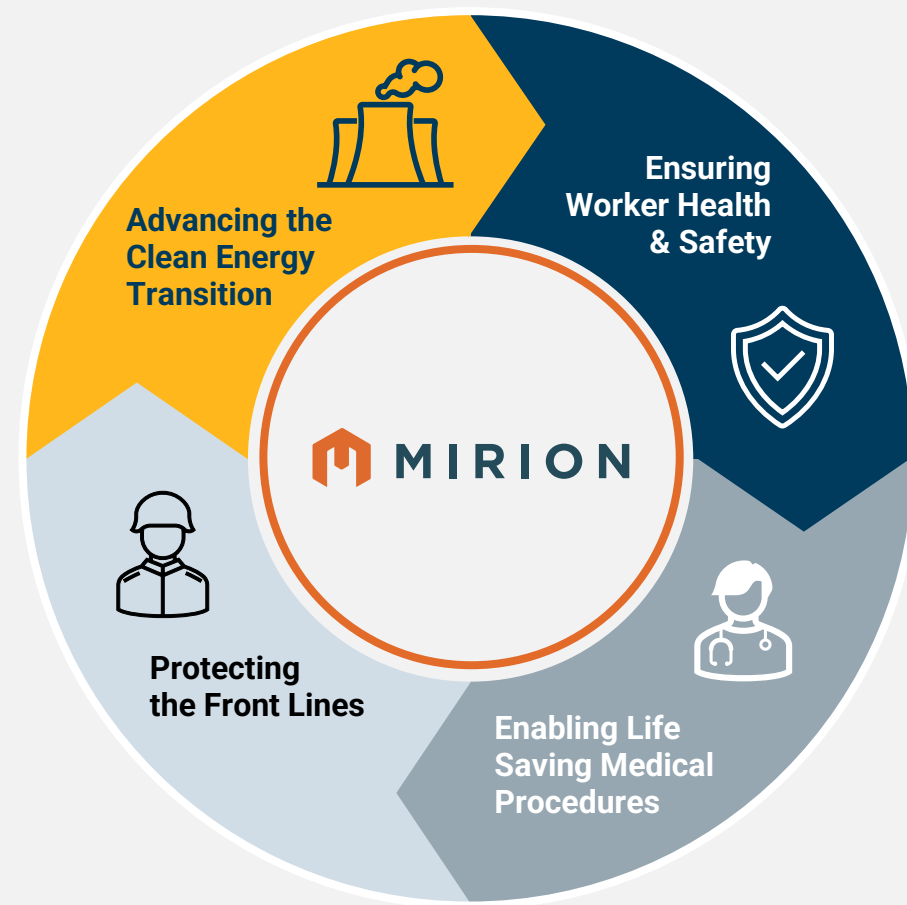 Advancing the
Clean Energy
Transition
Ensuring
Worker Health
& Safety
MIRION
Protecting
the Front Lines
Enabling Life
Saving Medical
Procedures